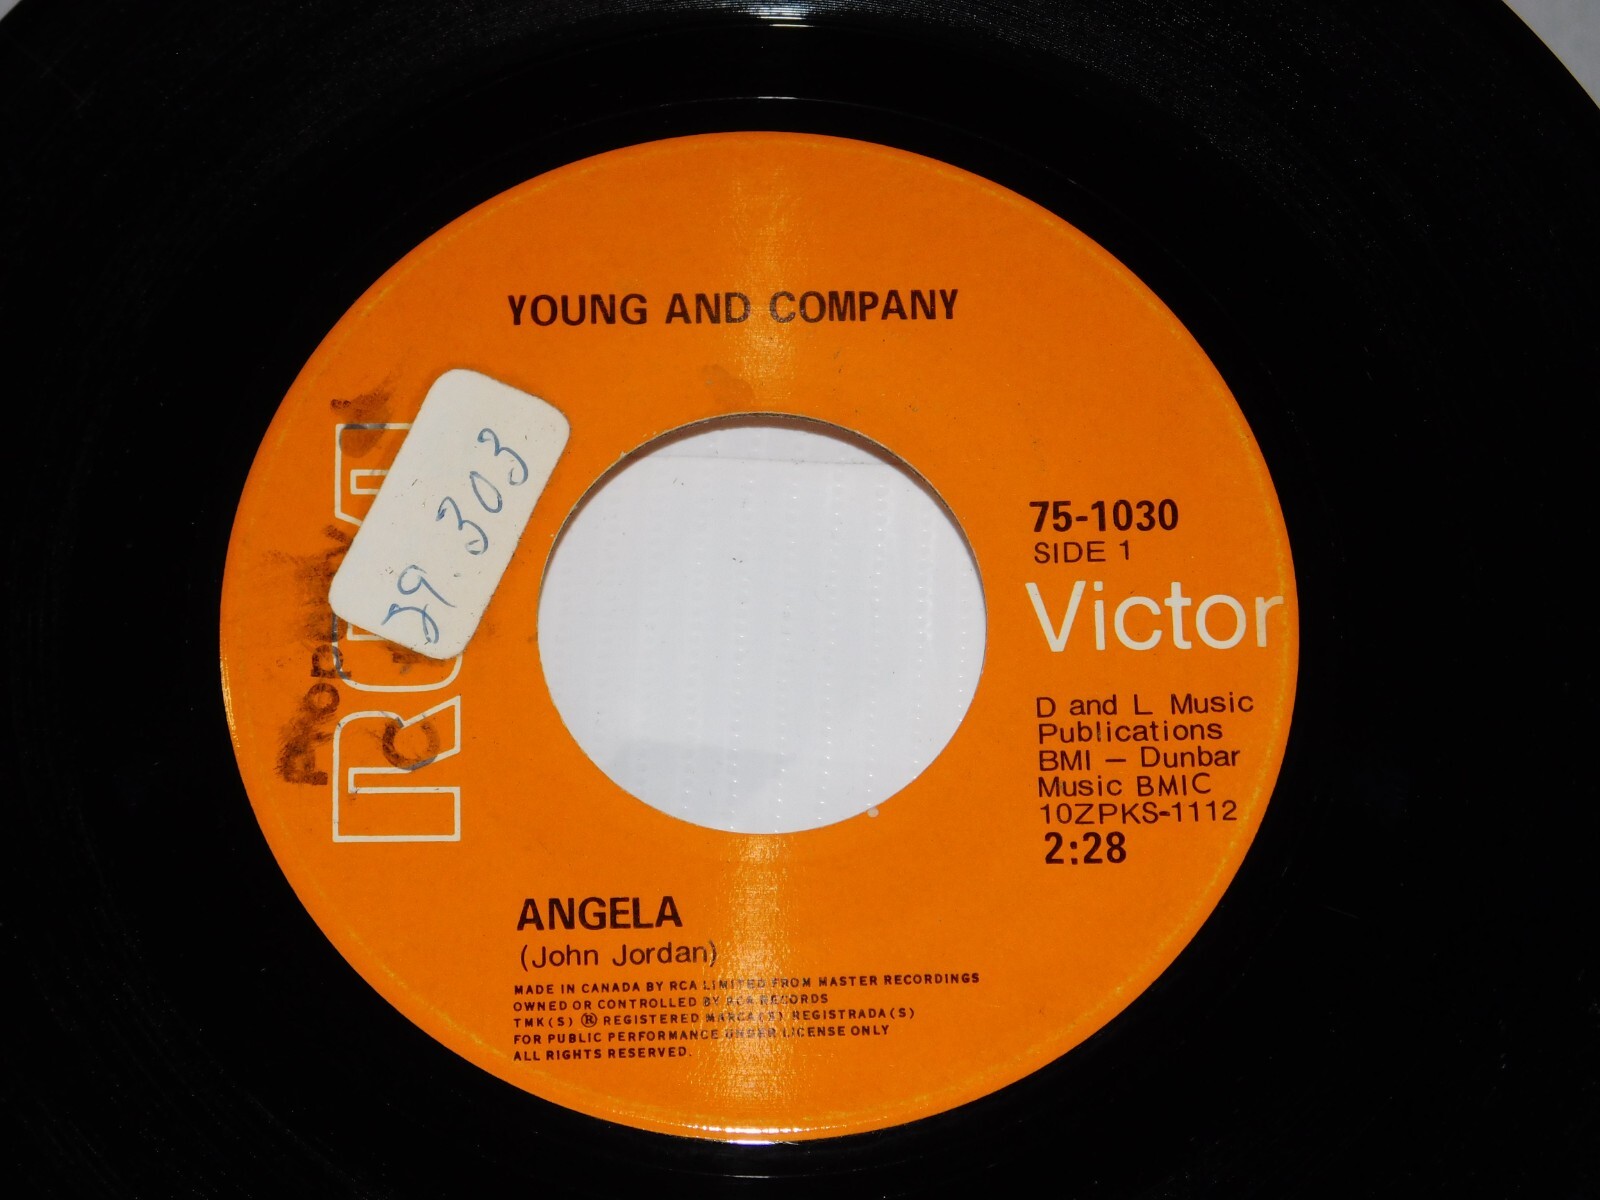 YOUNG AND COMPANY
29.303
75-1030
SIDE 1
Victor
D and L Music
Publications
BMI — Dunbar
Music BMIC
10ZPKS-1112
2:28
ANGELA
(John Jordan)
MADE IN CANADA BY RCA LIMITED FROM MASTER RECORDINGS
OWNED OR CONTROLLED BY RCA RECORDS
TMK(S) ® REGISTERED MARCA(S) REGISTRADA(S)
FOR PUBLIC PERFORMANCE UNDER LICENSE ONLY
ALL RIGHTS RESERVED.